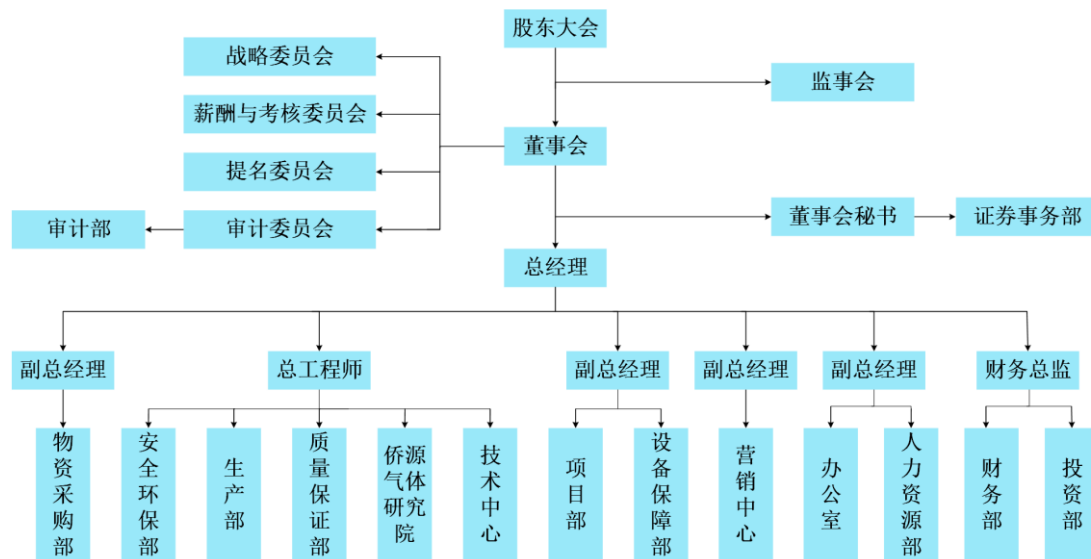 股东大会
战略委员会
监事会
薪酬与考核委员会
董事会
提名委员会
审计部
审计委员会
董事会秘书
证券事务部
总经理
副总经理
总工程师
副总经理
副总经理
副总经理
财务总监
物资采购部
安全环保部
生产部
质量保证部
侨源气体研究院
技术中心
项目部
设备保障部
营销中心
办公室
人力资源部
财务部
投资部